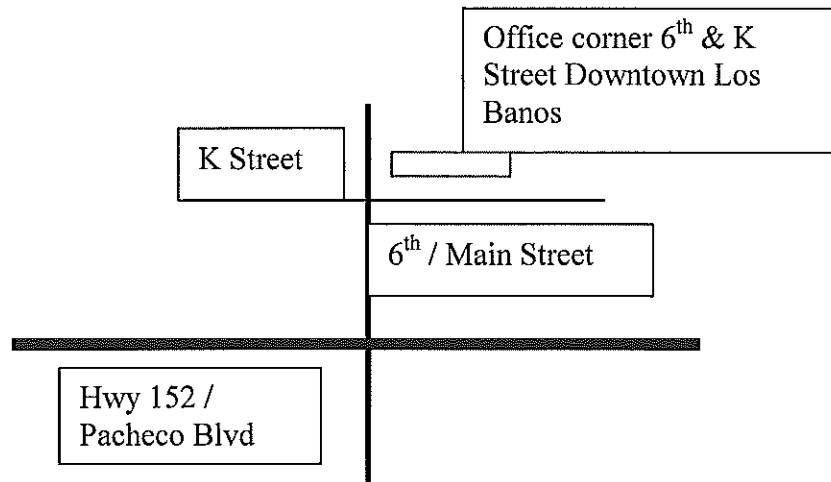 Office corner 6th & K
Street Downtown Los
Banos
K Street
6th / Main Street
Hwy 152 /
Pacheco Blvd